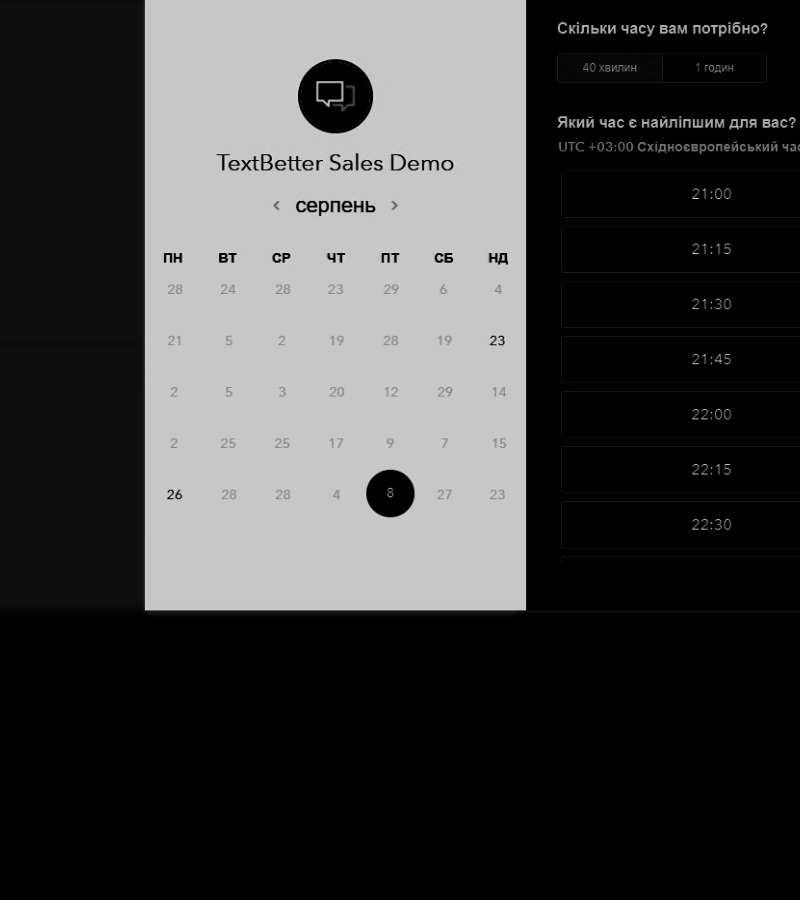 TextBetter Sales Demo
серпень
ПН ВТ СР ЧТ ПТ СБ НД
28 24 28 23 29 6 4
21 5 2 19 28 19 23
2 5 3 20 12 29 14
2 25 25 17 9 7 15
26 28 28 4 8 27 23
Скільки часу вам потрібно?
40 хвилин 1 годин
Який час є найліпшим для вас?
UTC +03:00 Східноєвропейський
21:00
21:15
21:30
21:45
22:00
22:15
22:30